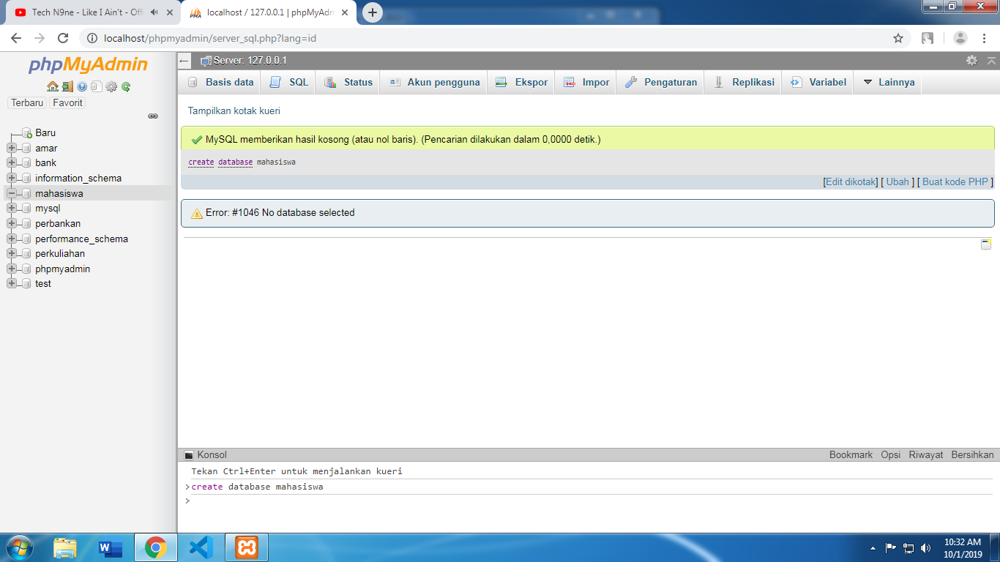 Tech N9ne - Like I Ain't - Offi
localhost / 127.0.0.1 | phpMyAdm
localhost/phpmyadmin/server_sql.php?lang=id
phpMyAdmin
Terbaru Favorit
Baru
amar
bank
information_schema
mahasiswa
mysql
perbankan
performance_schema
perkuliahan
phpmyadmin
test
Server: 127.0.0.1
Basis data SQL Status Akun pengguna Ekspor Impor Pengaturan Replikasi Variabel Lainnya
Tampilkan kotak kueri
MySQL memberikan hasil kosong (atau nol baris). (Pencarian dilakukan dalam 0,0000 detik.)
create database mahasiswa
[Edit dikotak] [ Ubah ] [ Buat kode PHP ]
Error: #1046 No database selected
Konsol Bookmark Opsi Riwayat Bersihkan
Tekan Ctrl+Enter untuk menjalankan kueri
>create database mahasiswa
>
10:32 AM
10/1/2019